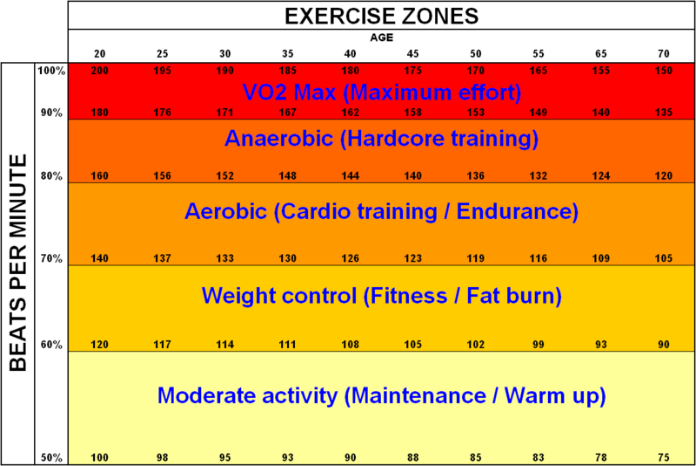 EXERCISE ZONES
AGE
20 25 30 35 40 45 50 55 65 70
BEATS PER MINUTE
100% 200 195 190 185 180 175 170 165 155 150
VO2 Max (Maximum effort)
90% 180 176 171 167 162 158 153 149 140 135
Anaerobic (Hardcore training)
80% 160 156 152 148 144 140 136 132 124 120
Aerobic (Cardio training / Endurance)
70% 140 137 133 130 126 123 119 116 109 105
Weight control (Fitness / Fat burn)
60% 120 117 114 111 108 105 102 99 93 90
Moderate activity (Maintenance / Warm up)
50% 100 98 95 93 90 88 85 83 78 75